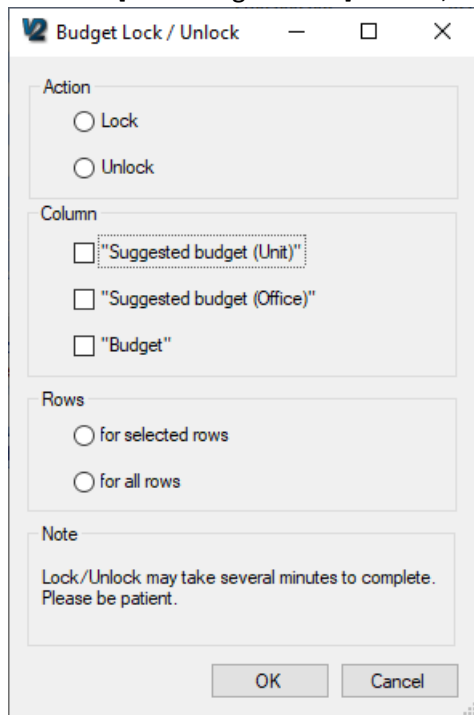 V2 Budget Lock / Unlock
Action
Lock
Unlock
Column
"Suggested budget (Unit)"
"Suggested budget (Office)"
"Budget"
Rows
for selected rows
for all rows
Note
Lock/Unlock may take several minutes to complete.
Please be patient.
OK Cancel